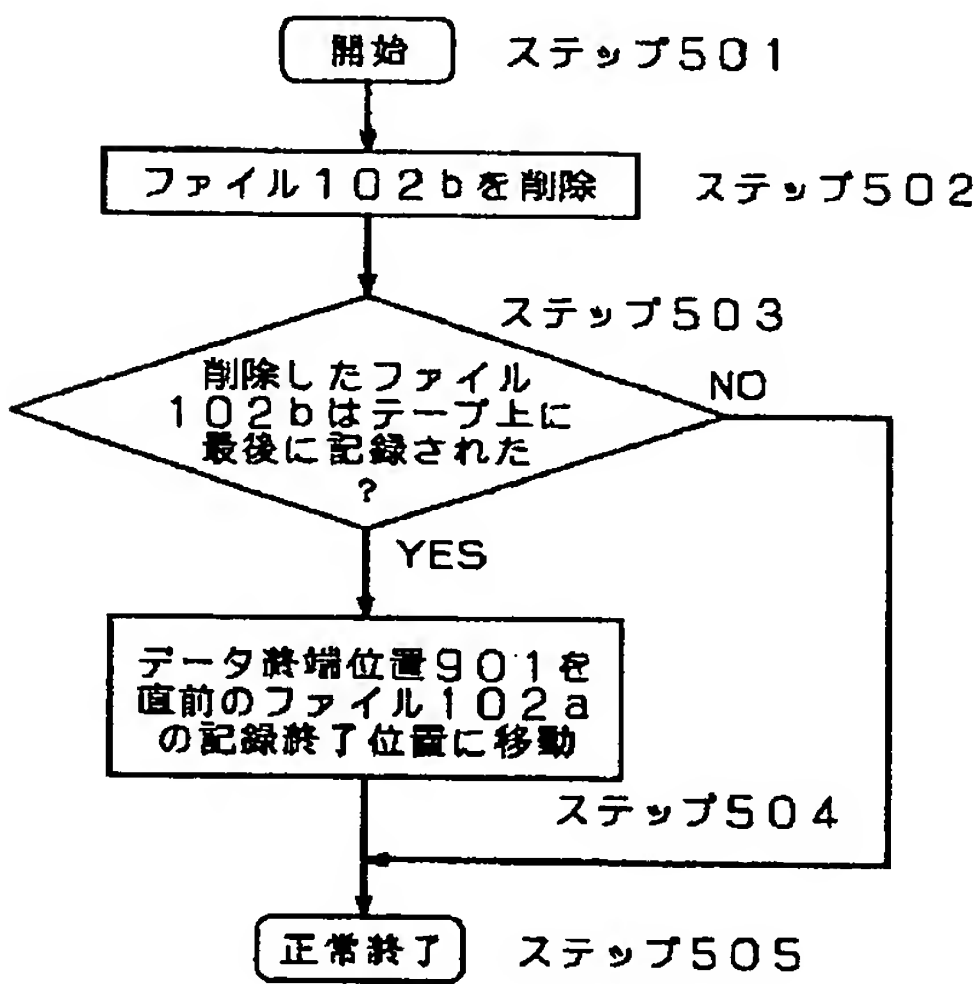 開始
ステップ501
ファイル102bを削除
ステップ502
ステップ503
削除したファイル
102bはテープ上に
最後に記録された
?
NO
YES
データ終端位置901を
直前のファイル102a
の記録終了位置に移動
ステップ504
正常終了
ステップ505